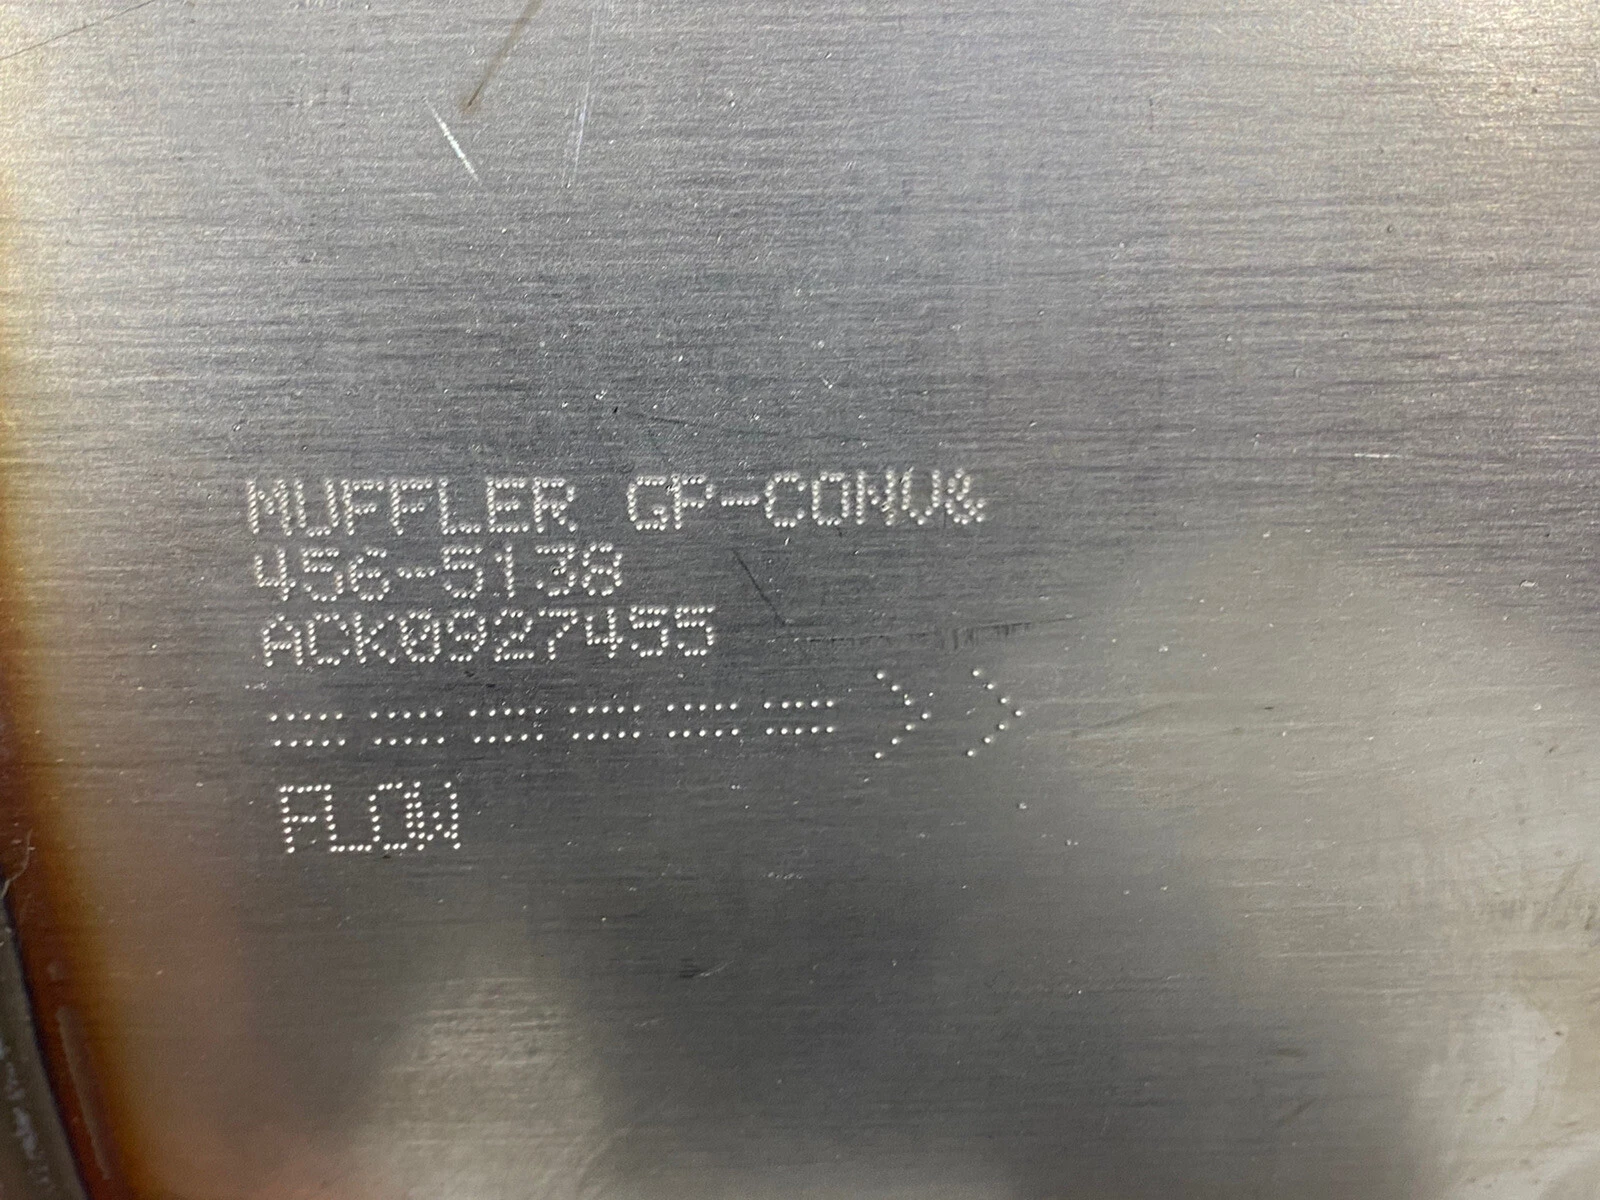 MUFFLER GP-CONV&
456-5138
ACK0927455
======>>
FLOW